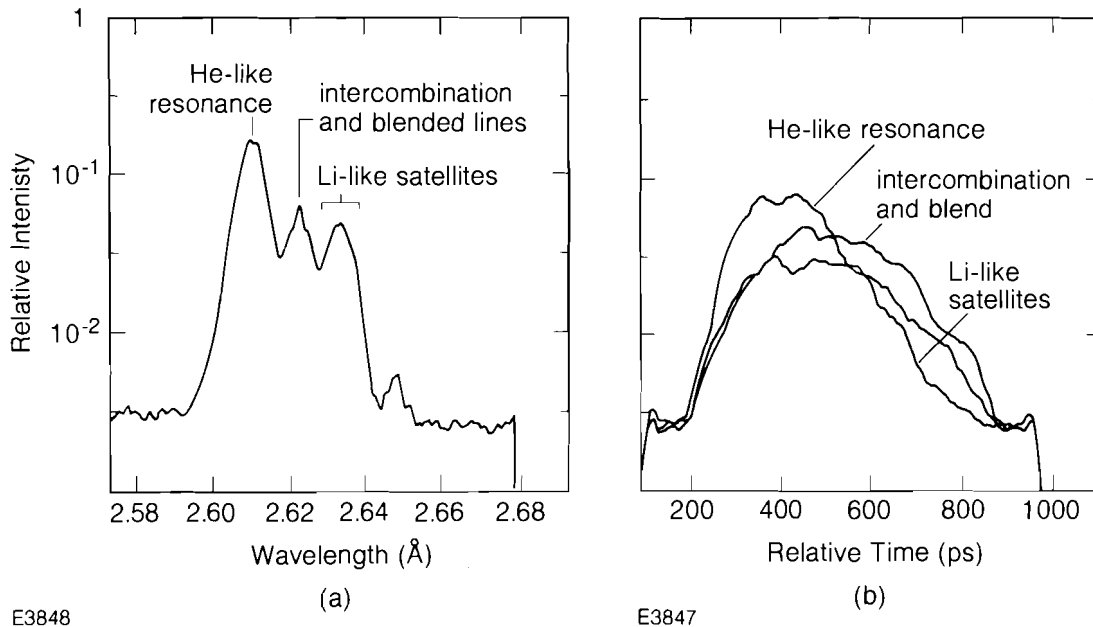 1
10-1
10-2
Relative Intenisty
He-like
resonance
intercombination
and blended lines
Li-like satellites
2.58 2.60 2.62 2.64 2.66 2.68
Wavelength (Å)
(a)
E3848
He-like resonance
intercombination
and blend
Li-like
satellites
200 400 600 800 1000
Relative Time (ps)
(b)
E3847